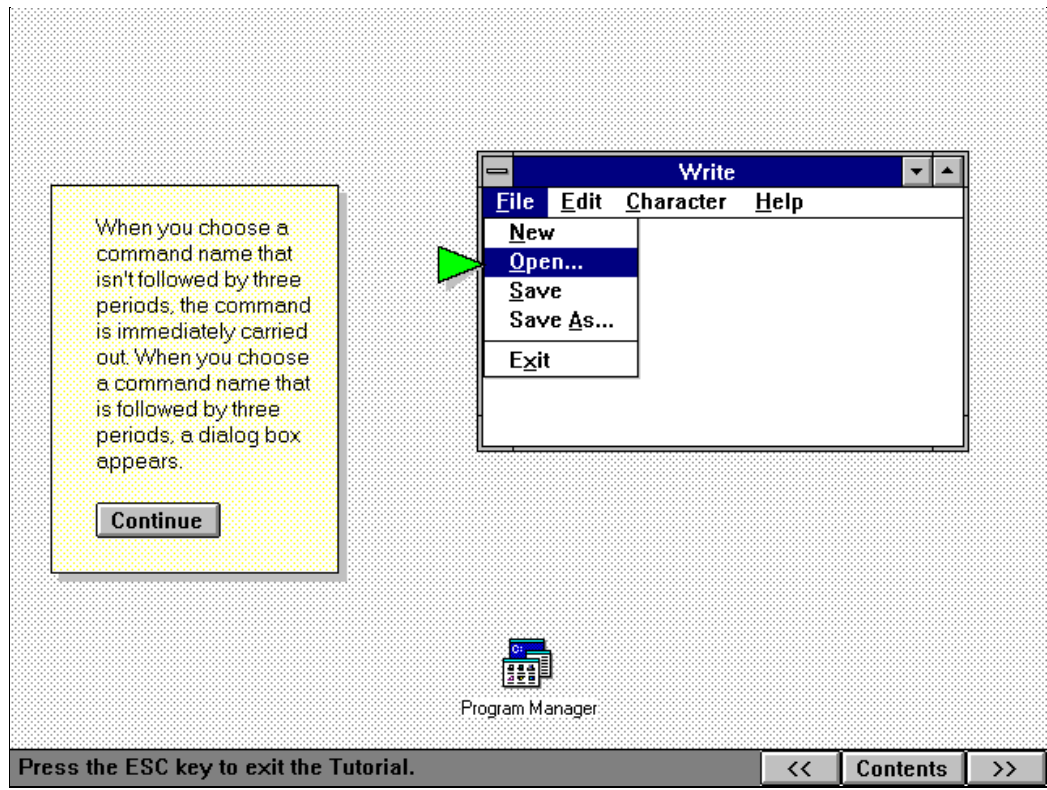 When you choose a
command name that
isn't followed by three
periods, the command
is immediately carried
out. When you choose
a command name that
is followed by three
periods, a dialog box
appears.
Continue
Write
File Edit Character Help
New
Open...
Save
Save As...
Exit
C:
Program Manager
Press the ESC key to exit the Tutorial.
<< Contents >>